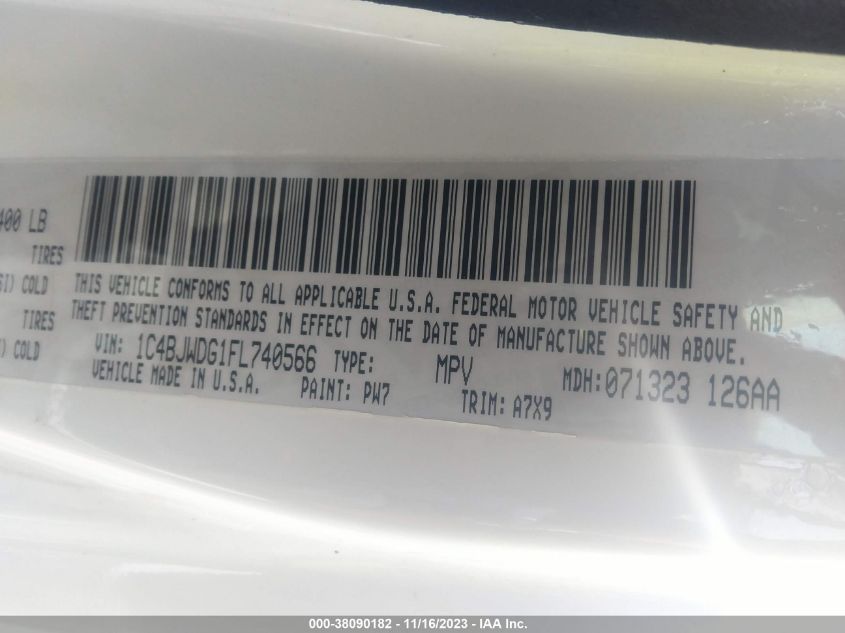 400 LB
TIRES
SI) COLD
TIRES
) COLD
THIS VEHICLE CONFORMS TO ALL APPLICABLE U.S.A. FEDERAL MOTOR VEHICLE SAFETY AND
THEFT PREVENTION STANDARDS IN EFFECT ON THE DATE OF MANUFACTURE SHOWN ABOVE.
VIN: 1C4BJWDG1FL740566 TYPE: MPV MDH: 071323 126AA
VEHICLE MADE IN U.S.A. PAINT: PW7 TRIM: A7X9
000-38090182 - 11/16/2023 - IAA Inc.